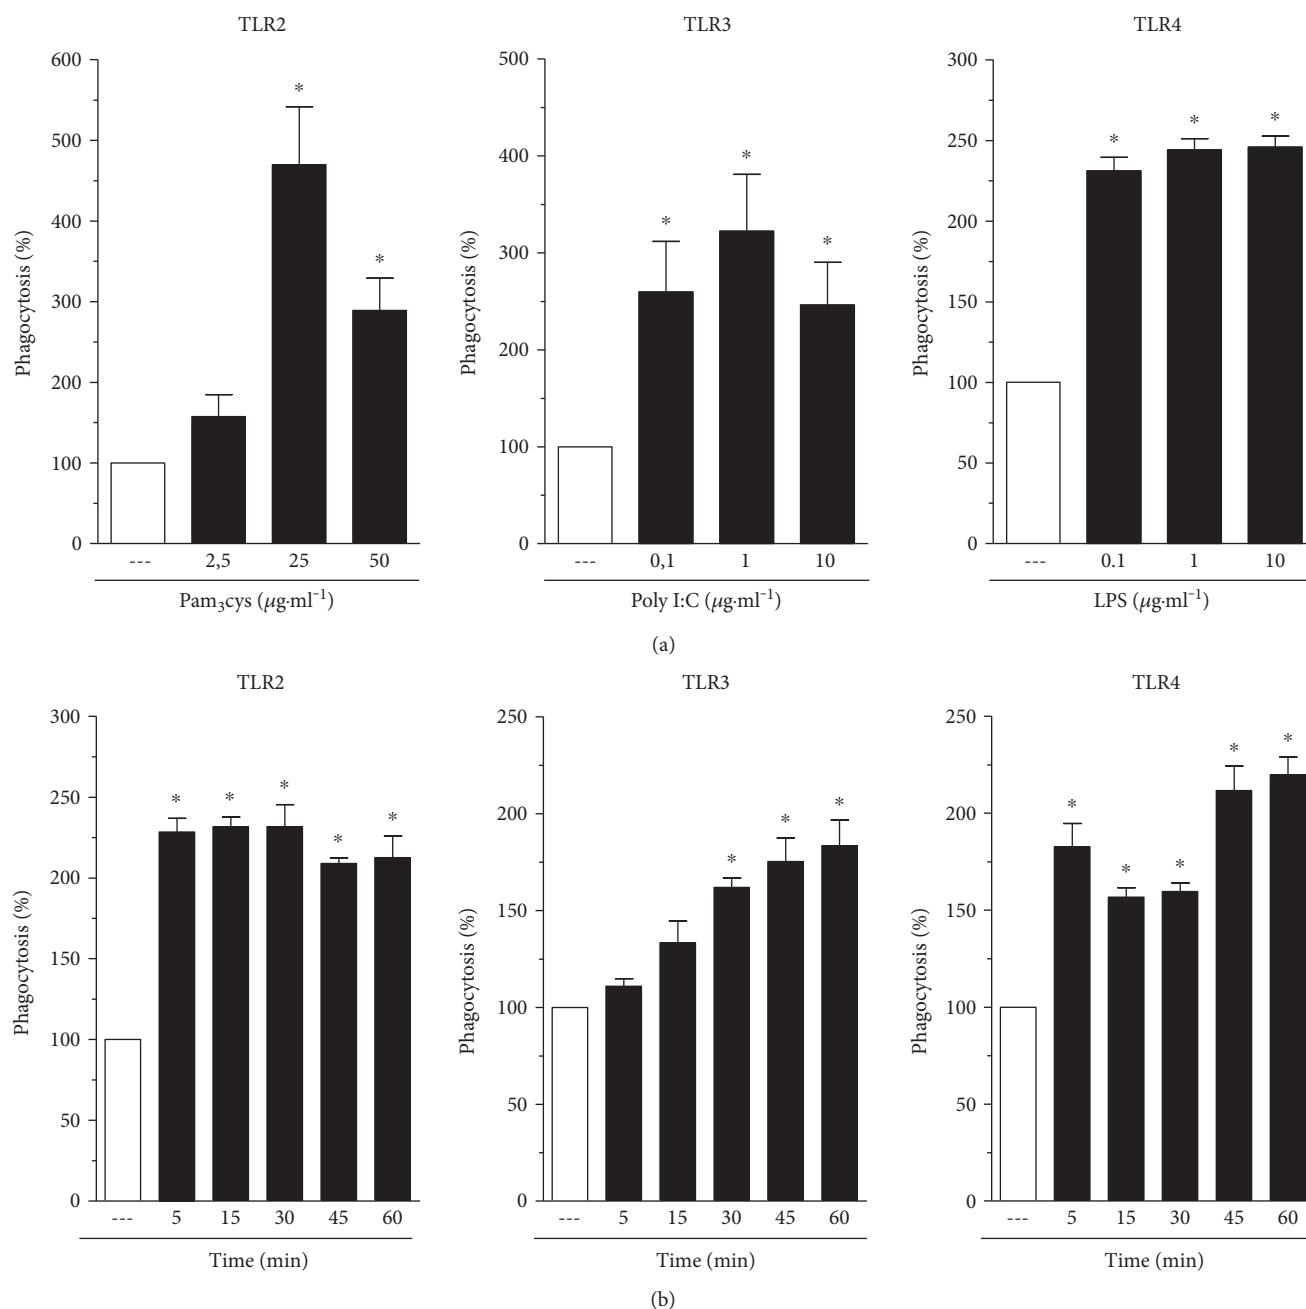 TLR2
TLR3
TLR4
Phagocytosis (%)
600
500
400
300
200
100
0
*
*
--- 2,5 25 50
Pam₃cys (μg·ml⁻¹)
Phagocytosis (%)
500
400
300
200
100
0
*
*
*
--- 0,1 1 10
Poly I:C (μg·ml⁻¹)
Phagocytosis (%)
300
250
200
150
100
50
0
*
*
*
--- 0.1 1 10
LPS (μg·ml⁻¹)
(a)
TLR2
TLR3
TLR4
Phagocytosis (%)
300
250
200
150
100
50
0
*
*
*
*
*
--- 5 15 30 45 60
Time (min)
Phagocytosis (%)
250
200
150
100
50
0
*
*
*
--- 5 15 30 45 60
Time (min)
Phagocytosis (%)
250
200
150
100
50
0
*
*
*
*
*
--- 5 15 30 45 60
Time (min)
(b)